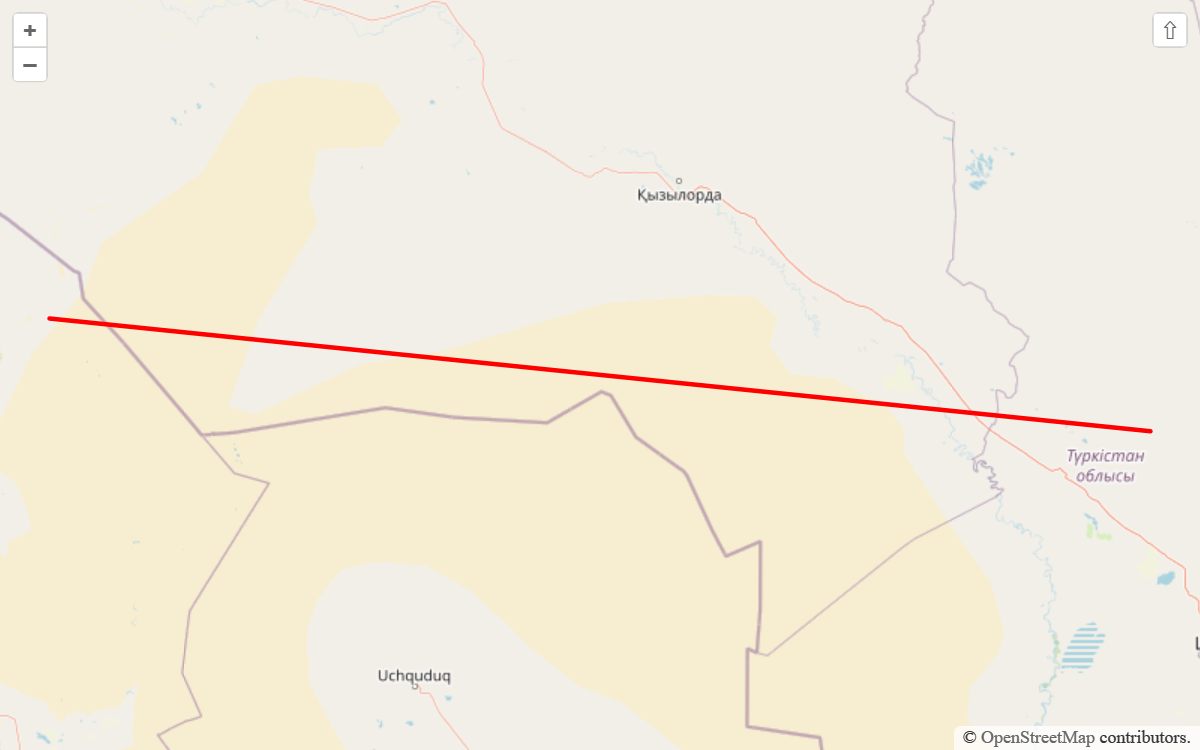 +
−
⇧
Қызылорда
Түркістан
облысы
Uchquduq
© OpenStreetMap contributors.